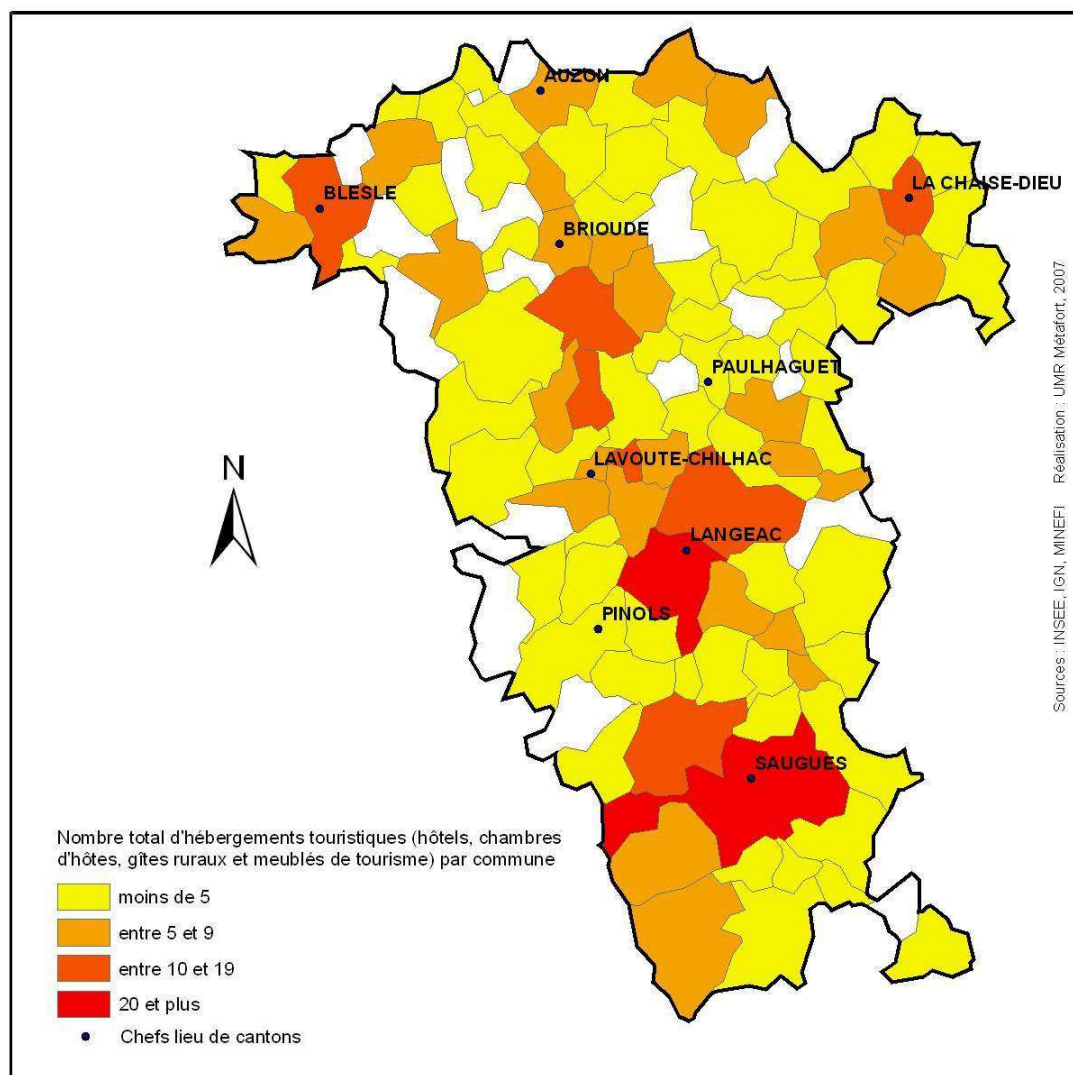 AUZON
LA CHAISE-DIEU
BLESLE
BRIOUDE
PAULHAGUET
LAVOUTE-CHILHAC
N
LANGEAC
PINOLS
SAUGUES
Nombre total d'hébergements touristiques (hôtels, chambres
d'hôtes, gîtes ruraux et meublés de tourisme) par commune
moins de 5
entre 5 et 9
entre 10 et 19
20 et plus
Chefs lieu de cantons
Sources : INSEE, IGN, MINEFI Réalisation : UMR Métafort, 2007